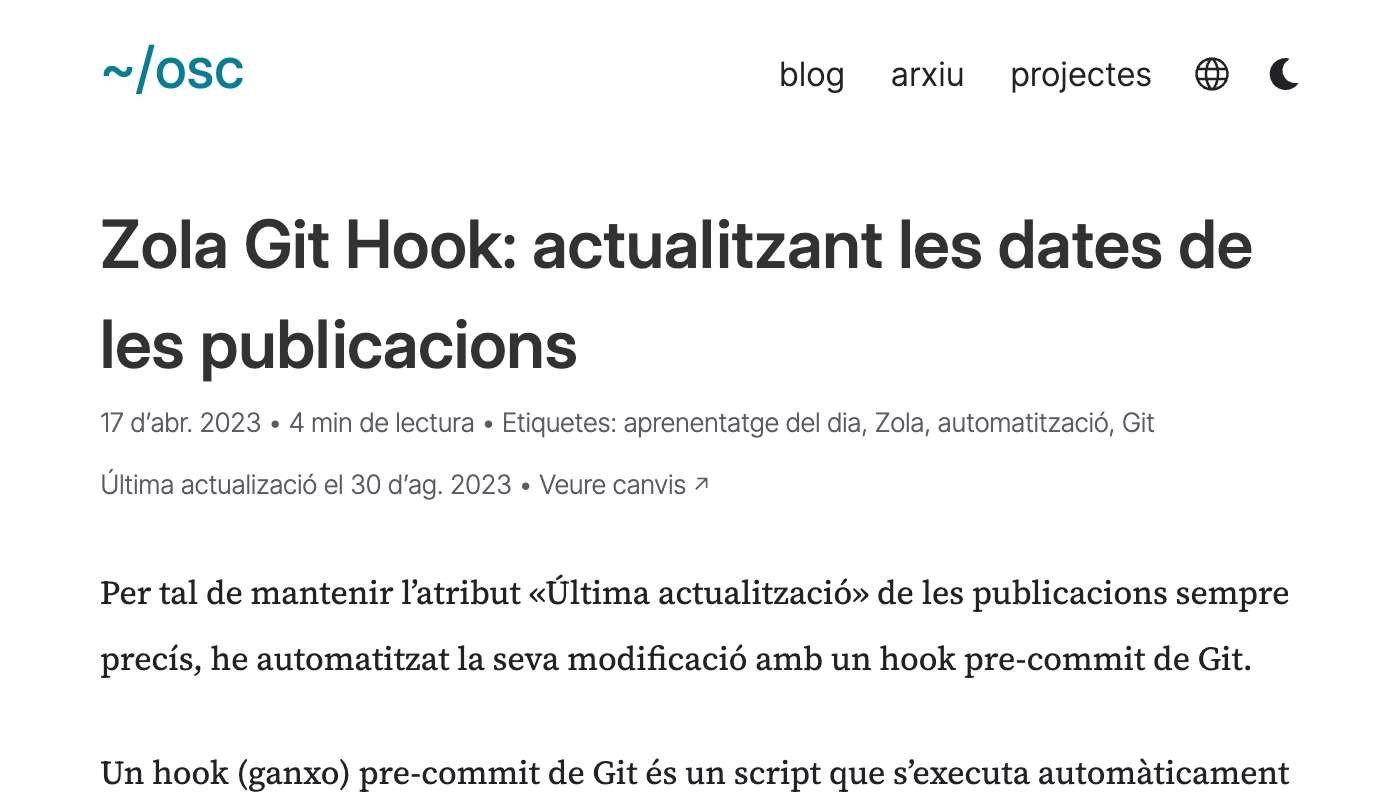 ~/osc
blog arxiu projectes
Zola Git Hook: actualitzant les dates de
les publicacions
17 d’abr. 2023 • 4 min de lectura • Etiquetes: aprenentatge del dia, Zola, automatització, Git
Última actualizació el 30 d’ag. 2023 • Veure canvis ↗
Per tal de mantenir l’atribut «Última actualització» de les publicacions sempre
precís, he automatitzat la seva modificació amb un hook pre-commit de Git.
Un hook (ganxo) pre-commit de Git és un script que s’executa automàticament